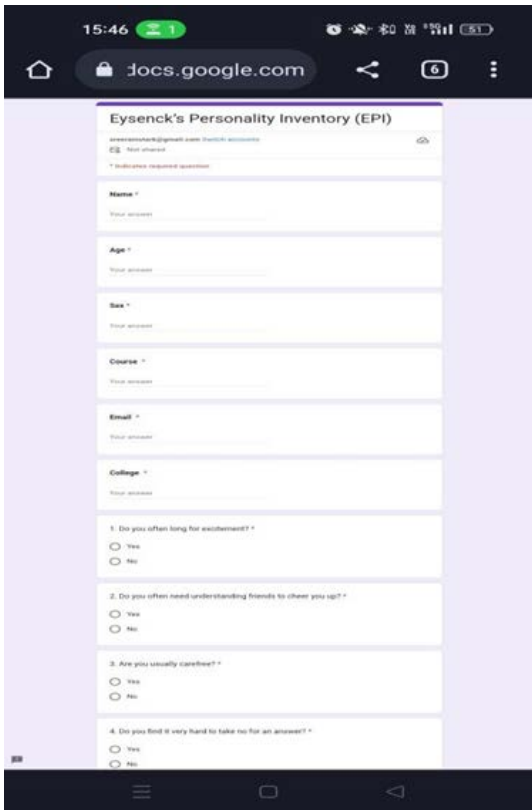 15:46 1 51
docs.google.com 6
Eysenck's Personality Inventory (EPI)
Switch accounts
Not shared
* Indicates required question
Name *
Your answer
Age *
Your answer
Sex *
Your answer
Course *
Your answer
Email *
Your answer
College *
Your answer
1. Do you often long for excitement? *
Yes
No
2. Do you often need understanding friends to cheer you up? *
Yes
No
3. Are you usually carefree? *
Yes
No
4. Do you find it very hard to take no for an answer? *
Yes
No